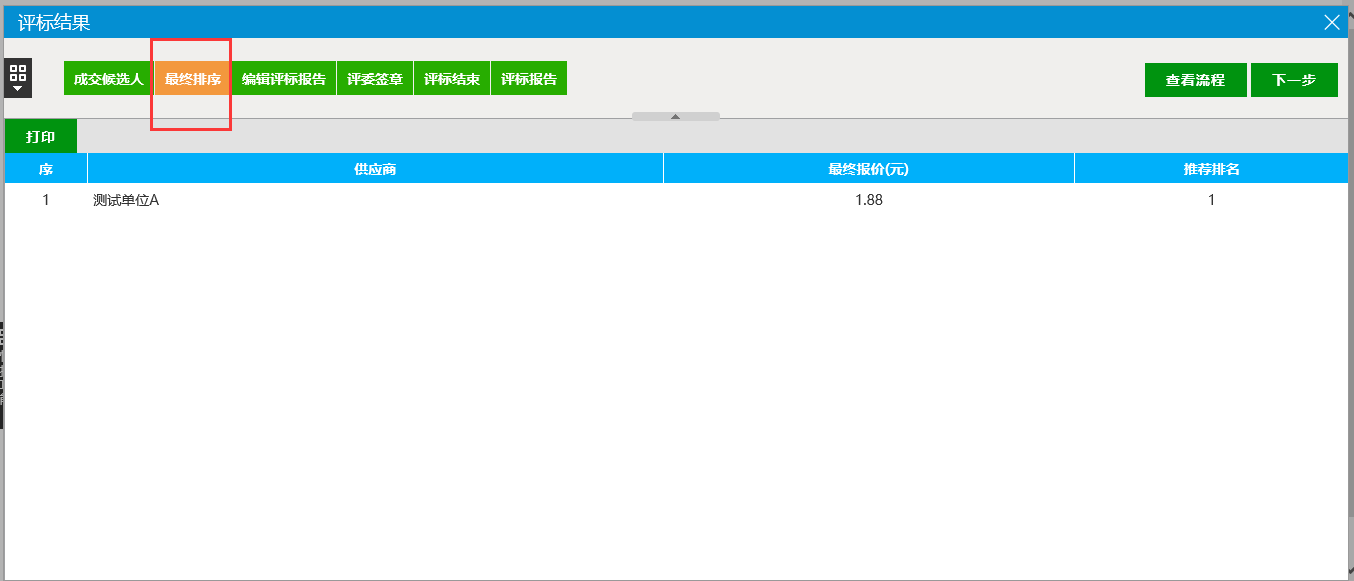 评标结果
成交候选人 最终排序 编辑评标报告 评委签章 评标结束 评标报告 查看流程 下一步
打印
序 供应商 最终报价(元) 推荐排名
1 测试单位A 1.88 1